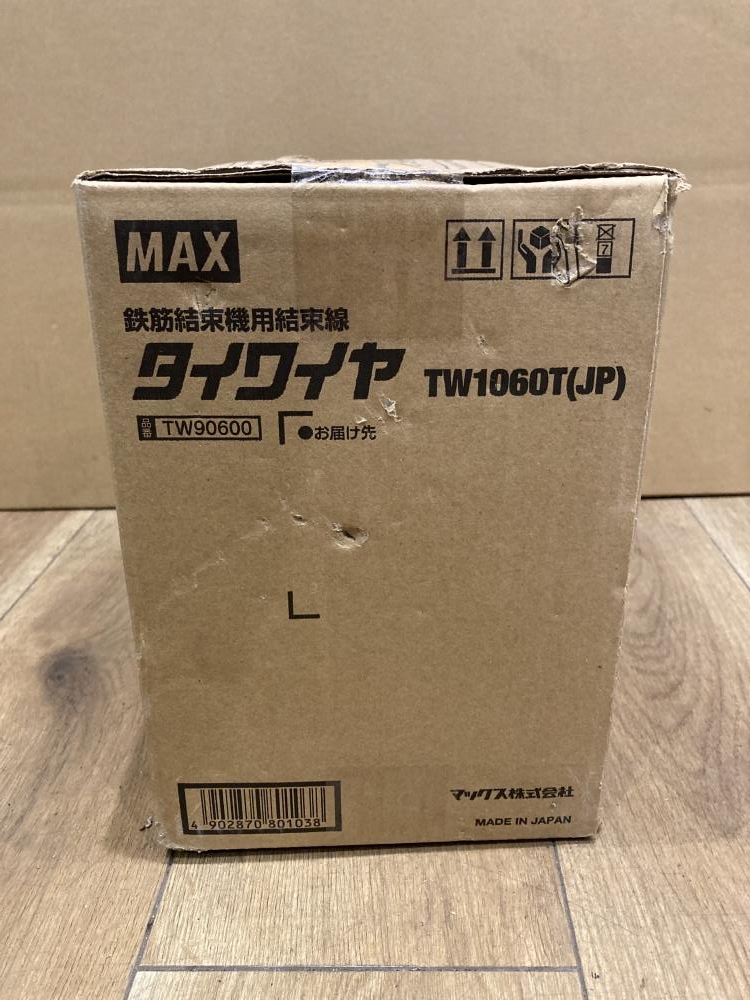 MAX
鉄筋結束機用結束線
タイワイヤ TW1060T(JP)
品番 TW90600 ●お届け先
7
4 902870 801038
マックス株式会社
MADE IN JAPAN